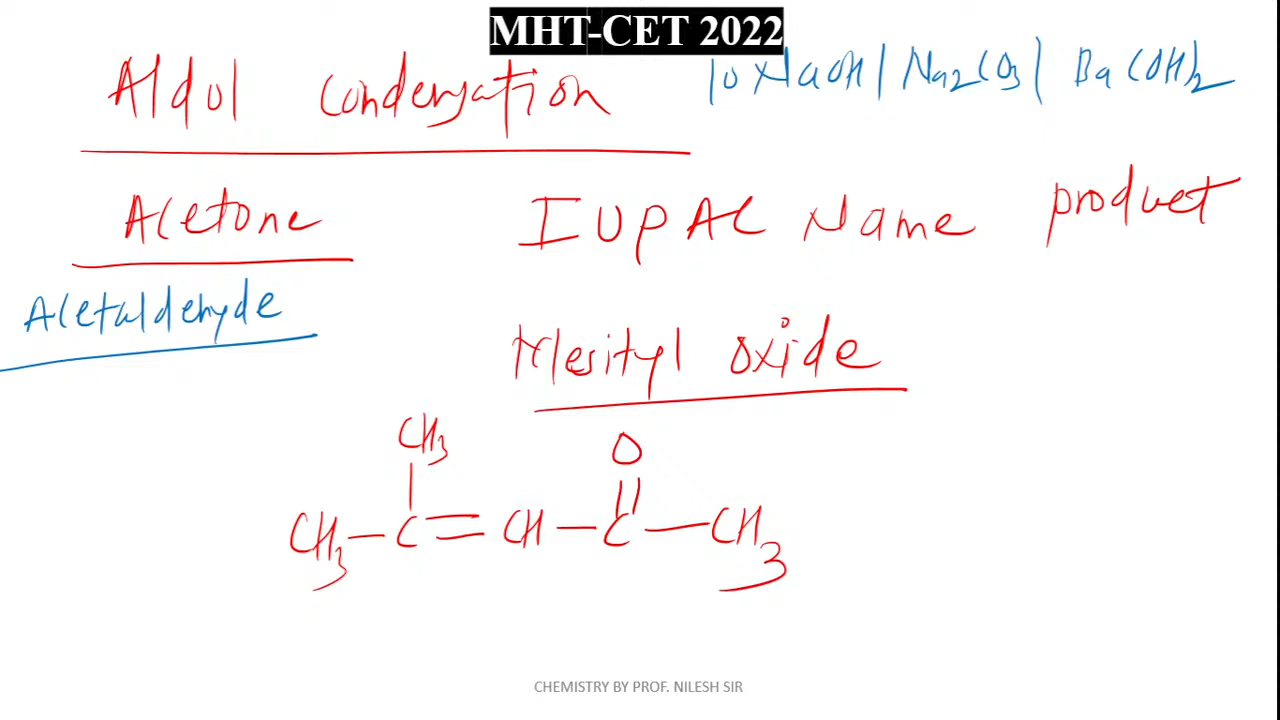 MHT-CET 2022
Aldol condensation
10% NaOH / Na2CO3 / Ba(OH)2
Acetone
IUPAC Name product
Acetaldehyde
Mesityl oxide
CH3 O
CH3-C=CH-C-CH3
CHEMISTRY BY PROF. NILESH SIR